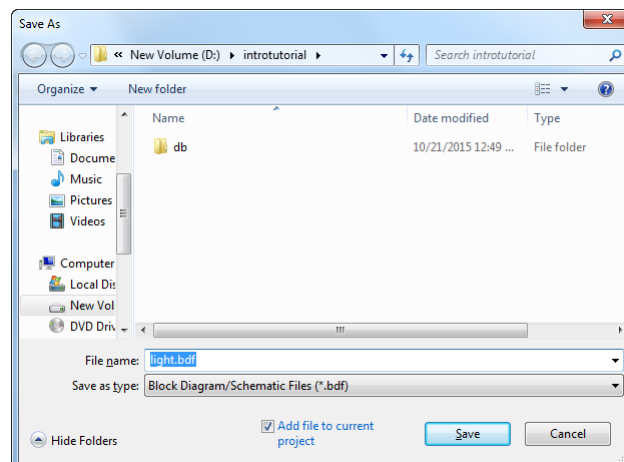 Save As
« New Volume (D:) ▸ introtutorial ▸
Search introtutorial
Organize ▾ New folder
Name Date modified Type
db 10/21/2015 12:49 ... File folder
Libraries
Docume
Music
Pictures
Videos
Computer
Local Dis
New Vol
DVD Driv
File name: light.bdf
Save as type: Block Diagram/Schematic Files (*.bdf)
Hide Folders
Add file to current
project
Save Cancel